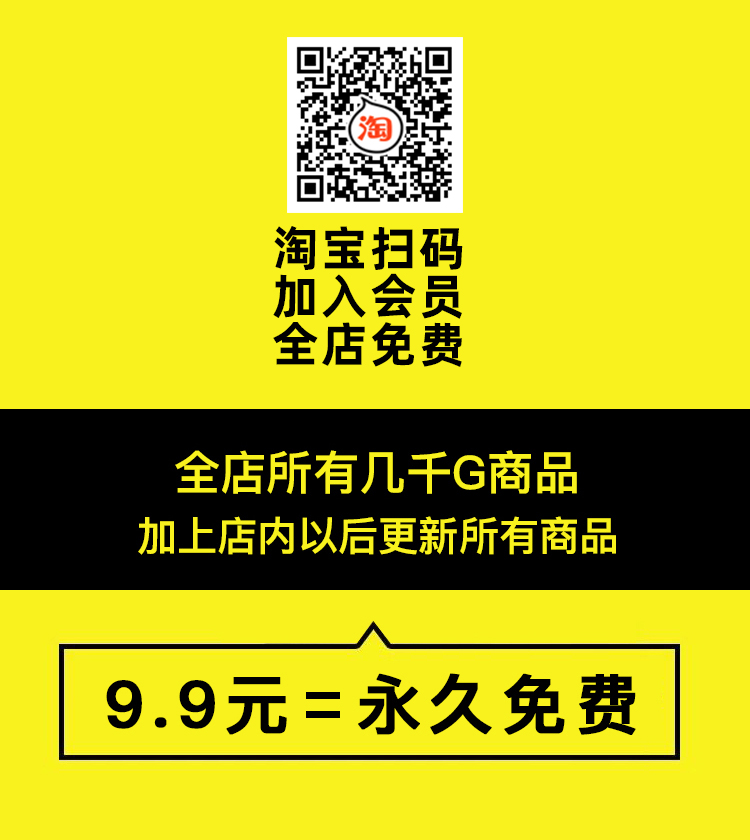 淘
淘宝扫码
加入会员
全店免费
全店所有几千G商品
加上店内以后更新所有商品
9.9元=永久免费